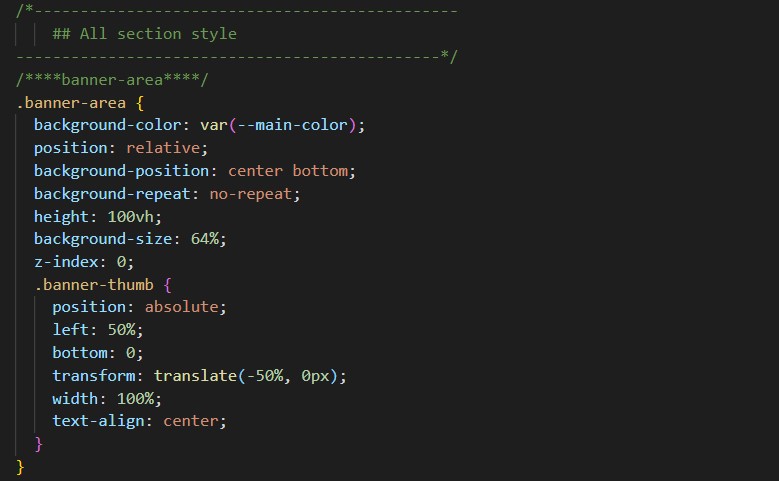 /*----------------------------------------------
    ## All section style
----------------------------------------------*/
/****banner-area****/
.banner-area {
  background-color: var(--main-color);
  position: relative;
  background-position: center bottom;
  background-repeat: no-repeat;
  height: 100vh;
  background-size: 64%;
  z-index: 0;
  .banner-thumb {
    position: absolute;
    left: 50%;
    bottom: 0;
    transform: translate(-50%, 0px);
    width: 100%;
    text-align: center;
  }
}